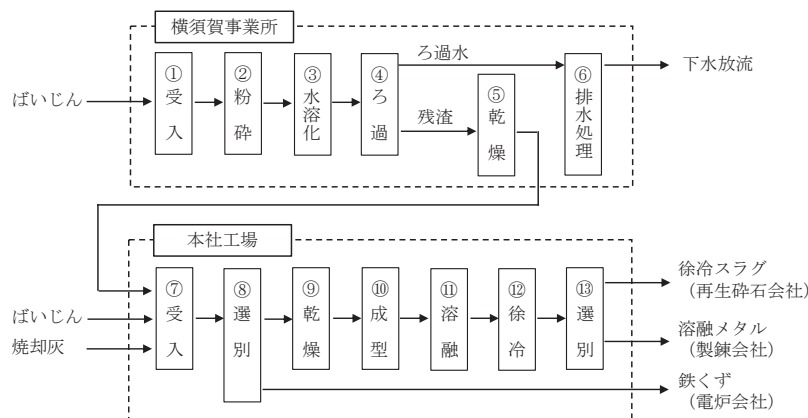 横須賀事業所
ばいじん
①受入
②粉砕
③水溶化
④ろ過
ろ過水
残渣
⑤乾燥
⑥排水処理
下水放流
本社工場
ばいじん
焼却灰
⑦受入
⑧選別
⑨乾燥
⑩成型
⑪溶融
⑫徐冷
⑬選別
徐冷スラグ
(再生砕石会社)
溶融メタル
(製錬会社)
鉄くず
(電炉会社)